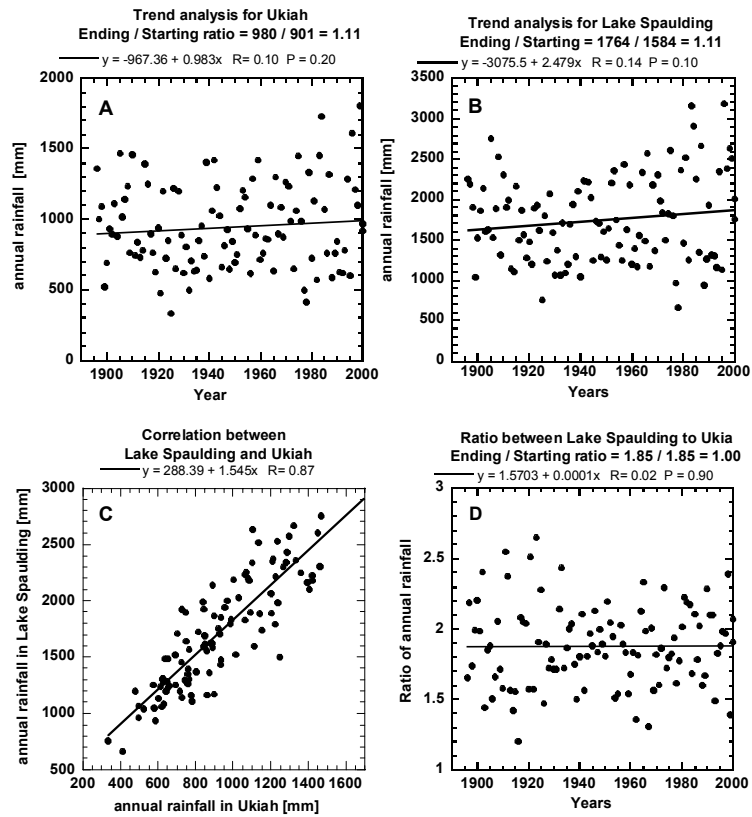 Trend analysis for Ukiah
Ending / Starting ratio = 980 / 901 = 1.11
y = -967.36 + 0.983x R= 0.10 P = 0.20
A
annual rainfall [mm]
2000
1500
1000
500
0
1900 1920 1940 1960 1980 2000
Year
Trend analysis for Lake Spaulding
Ending / Starting = 1764 / 1584 = 1.11
y = -3075.5 + 2.479x R = 0.14 P = 0.10
B
annual rainfall [mm]
3500
3000
2500
2000
1500
1000
500
0
1900 1920 1940 1960 1980 2000
Years
Correlation between
Lake Spaulding and Ukiah
y = 288.39 + 1.545x R= 0.87
C
annual rainfall in Lake Spaulding [mm]
3000
2500
2000
1500
1000
500
200 400 600 800 1000 1200 1400 1600
annual rainfall in Ukiah [mm]
Ratio between Lake Spaulding to Ukia
Ending / Starting ratio = 1.85 / 1.85 = 1.00
y = 1.5703 + 0.0001x R= 0.02 P = 0.90
D
Ratio of annual rainfall
3
2.5
2
1.5
1
1900 1920 1940 1960 1980 2000
Years